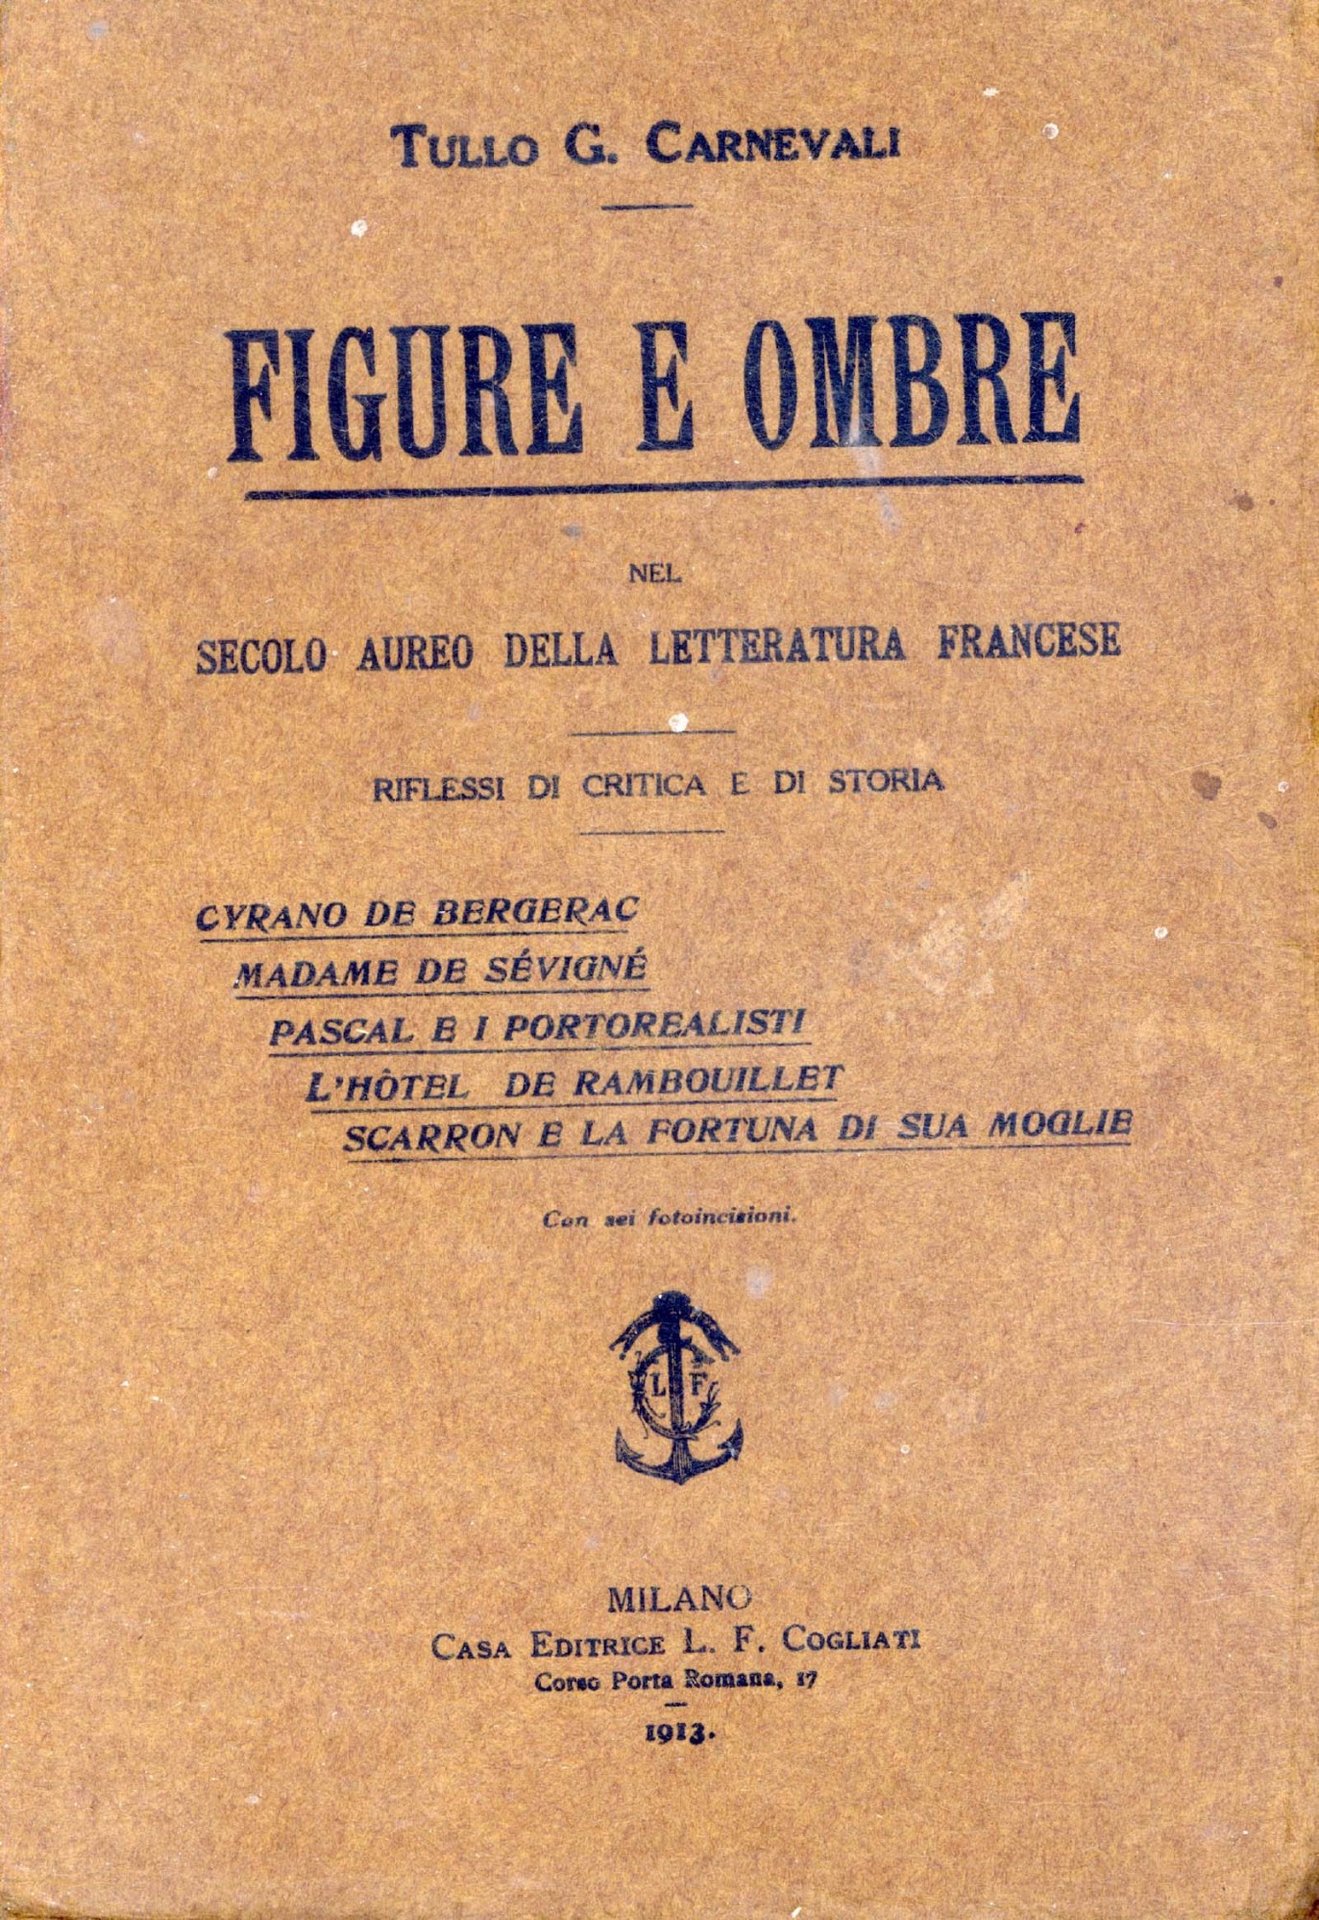 TULLO G. CARNEVALI
FIGURE E OMBRE
NEL
SECOLO AUREO DELLA LETTERATURA FRANCESE
RIFLESSI DI CRITICA E DI STORIA
CYRANO DE BERGERAC
MADAME DE SÉVIGNÉ
PASCAL E I PORTOREALISTI
L'HÔTEL DE RAMBOUILLET
SCARRON E LA FORTUNA DI SUA MOGLIE
Con sei fotoincisioni.
L F
MILANO
CASA EDITRICE L. F. COGLIATI
Corso Porta Romana, 17
1913.